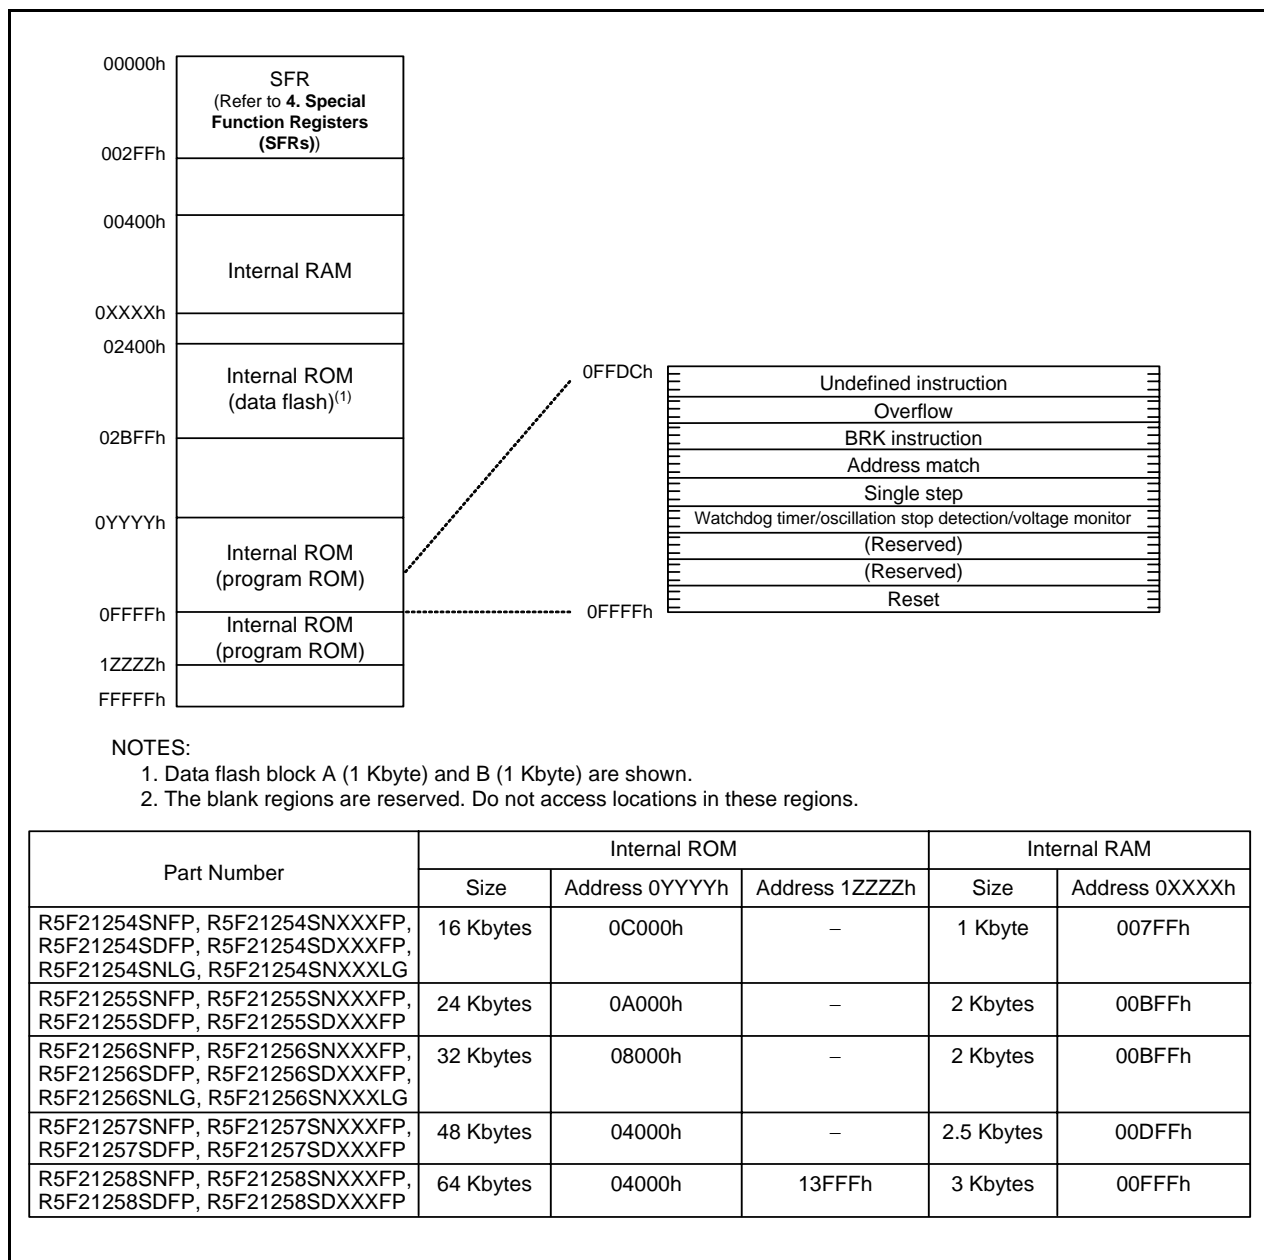 00000h
SFR
(Refer to 4. Special
Function Registers
(SFRs))
002FFh
00400h
Internal RAM
0XXXXh
02400h
Internal ROM
(data flash)(1)
02BFFh
0YYYYh
Internal ROM
(program ROM)
0FFFFh
Internal ROM
(program ROM)
1ZZZZh
FFFFFh
0FFDCh
Undefined instruction
Overflow
BRK instruction
Address match
Single step
Watchdog timer/oscillation stop detection/voltage monitor
(Reserved)
(Reserved)
Reset
0FFFFh
NOTES:
1. Data flash block A (1 Kbyte) and B (1 Kbyte) are shown.
2. The blank regions are reserved. Do not access locations in these regions.
Part Number Internal ROM Internal RAM
Size Address 0YYYYh Address 1ZZZZh Size Address 0XXXXh
R5F21254SNFP, R5F21254SNXXXFP,
R5F21254SDFP, R5F21254SDXXXFP,
R5F21254SNLG, R5F21254SNXXXLG
16 Kbytes 0C000h – 1 Kbyte 007FFh
R5F21255SNFP, R5F21255SNXXXFP,
R5F21255SDFP, R5F21255SDXXXFP
24 Kbytes 0A000h – 2 Kbytes 00BFFh
R5F21256SNFP, R5F21256SNXXXFP,
R5F21256SDFP, R5F21256SDXXXFP,
R5F21256SNLG, R5F21256SNXXXLG
32 Kbytes 08000h – 2 Kbytes 00BFFh
R5F21257SNFP, R5F21257SNXXXFP,
R5F21257SDFP, R5F21257SDXXXFP
48 Kbytes 04000h – 2.5 Kbytes 00DFFh
R5F21258SNFP, R5F21258SNXXXFP,
R5F21258SDFP, R5F21258SDXXXFP
64 Kbytes 04000h 13FFFh 3 Kbytes 00FFFh